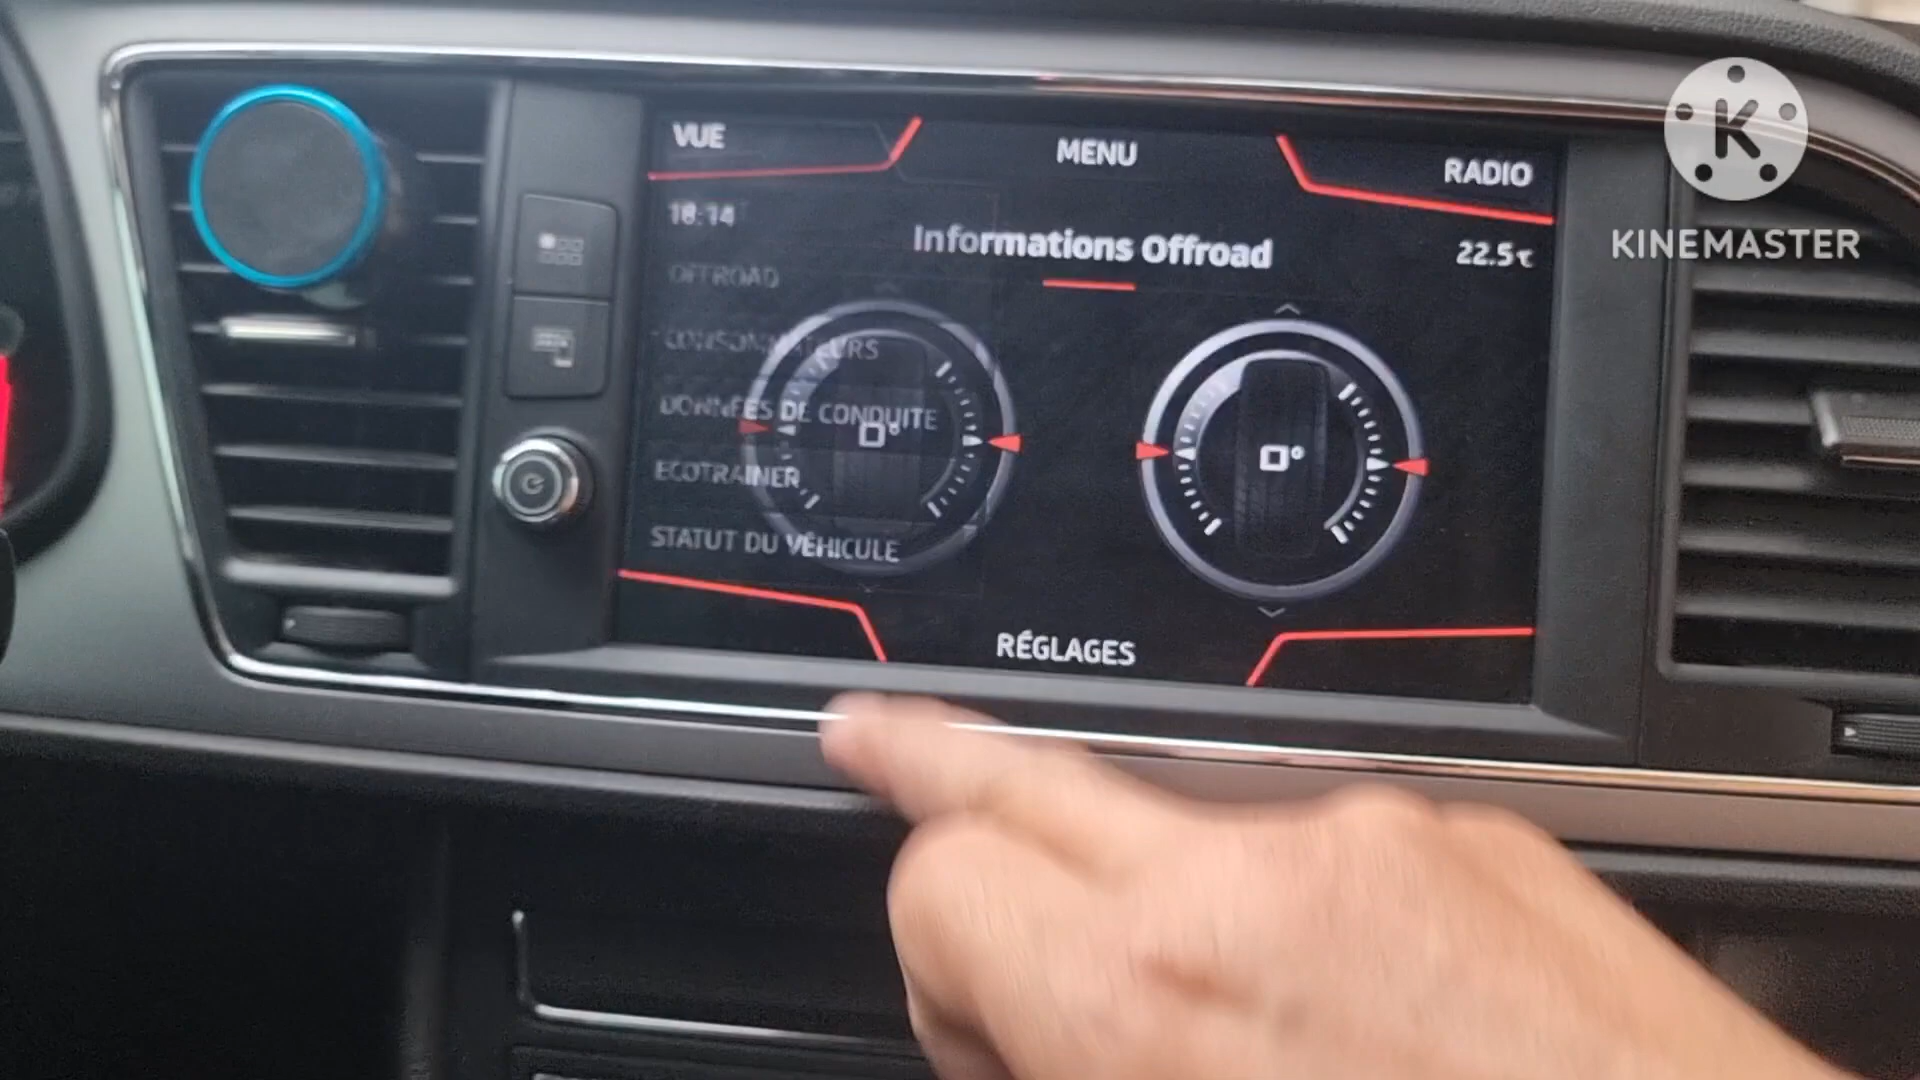 VUE
MENU
RADIO
18:14
Informations Offroad
22.5℃
OFFROAD
CONSOMMATEURS
DONNÉES DE CONDUITE
0°
0°
ECOTRAINER
STATUT DU VÉHICULE
RÉGLAGES
K
KINEMASTER